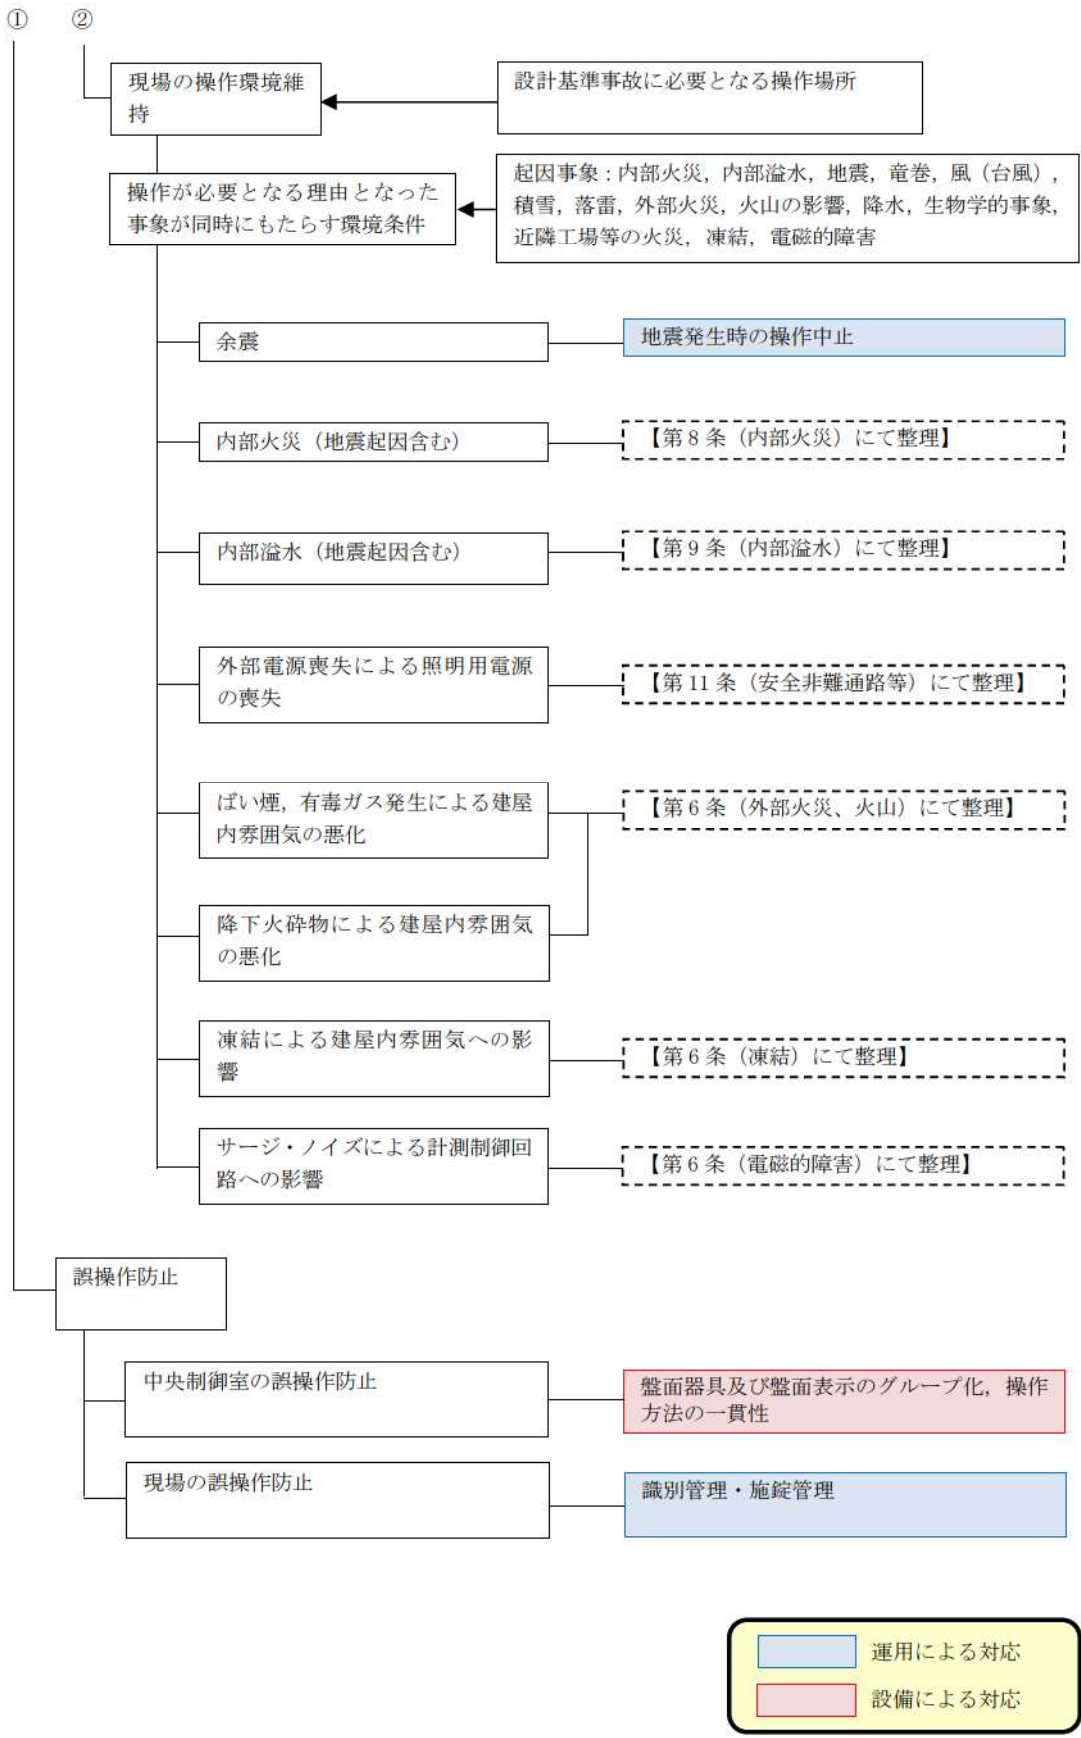 ① ②
現場の操作環境維
持
設計基準事故に必要となる操作場所
操作が必要となる理由となった
事象が同時にもたらす環境条件
起因事象：内部火災，内部溢水，地震，竜巻，風（台風），
積雪，落雷，外部火災，火山の影響，降水，生物学的事象，
近隣工場等の火災，凍結，電磁的障害
余震
地震発生時の操作中止
内部火災（地震起因含む）
【第8条（内部火災）にて整理】
内部溢水（地震起因含む）
【第9条（内部溢水）にて整理】
外部電源喪失による照明用電源
の喪失
【第11条（安全非難通路等）にて整理】
ばい煙，有毒ガス発生による建屋
内雰囲気の悪化
【第6条（外部火災、火山）にて整理】
降下火砕物による建屋内雰囲気
の悪化
凍結による建屋内雰囲気への影
響
【第6条（凍結）にて整理】
サージ・ノイズによる計測制御回
路への影響
【第6条（電磁的障害）にて整理】
誤操作防止
中央制御室の誤操作防止
盤面器具及び盤面表示のグループ化，操作
方法の一貫性
現場の誤操作防止
識別管理・施錠管理
運用による対応
設備による対応